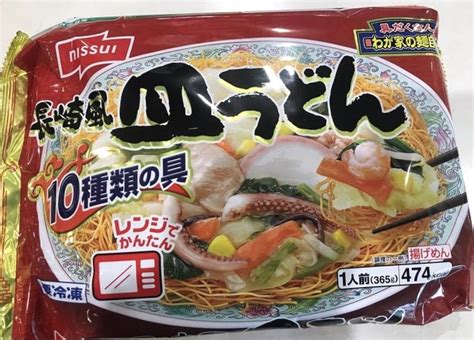 nissui
具だくさん
わが家の麺自慢
長崎風
皿うどん
10種類の具
レンジで
かんたん
冷凍
揚げめん
1人前(365g)
474